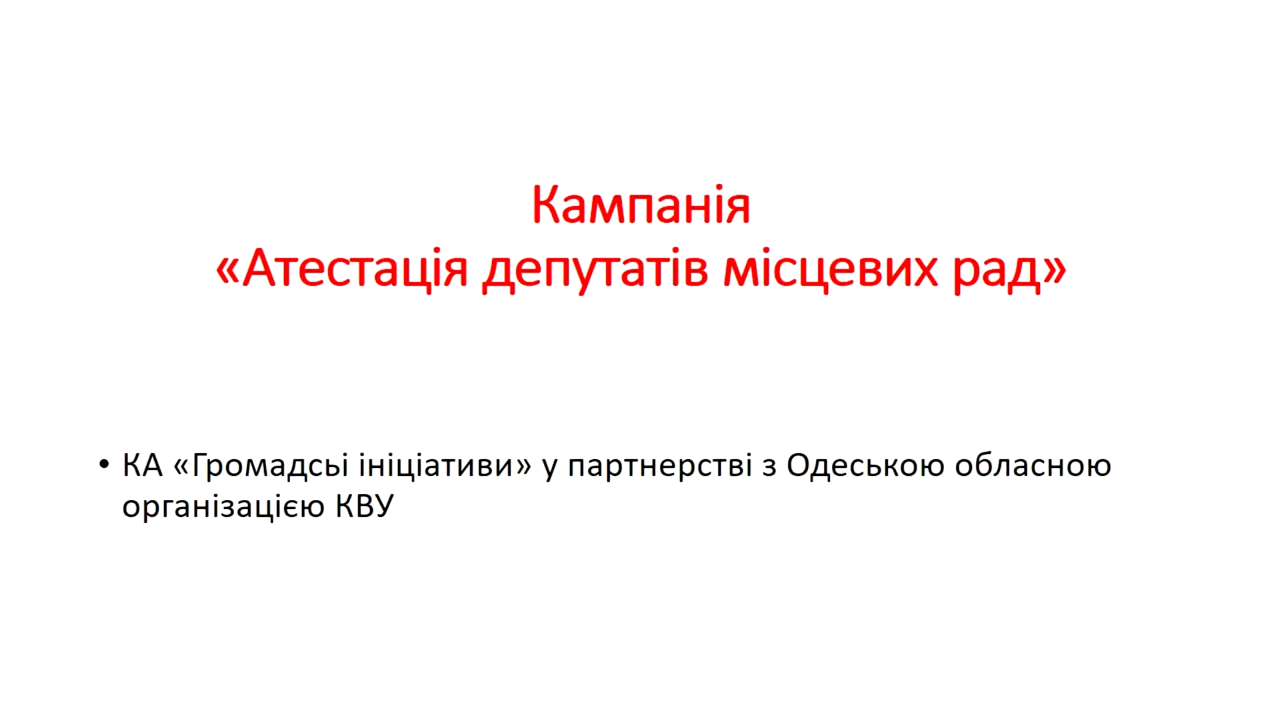 Кампанія
«Атестація депутатів місцевих рад»
• КА «Громадсьі ініціативи» у партнерстві з Одеською обласною
організацією КВУ